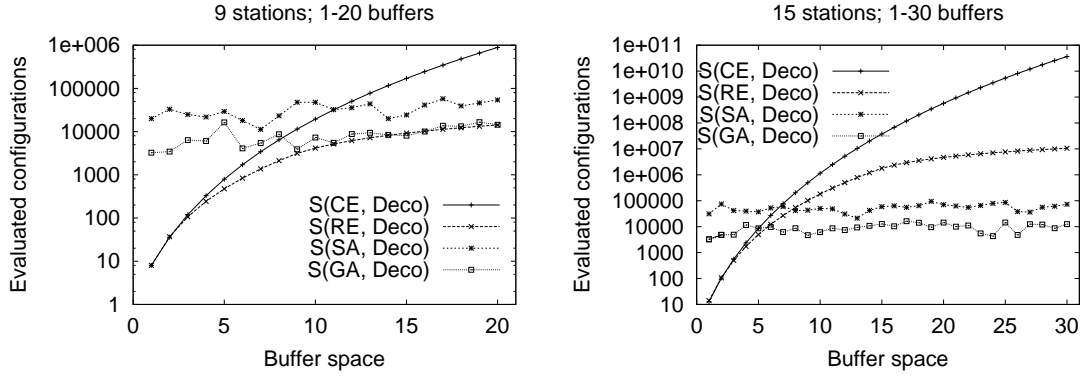 9 stations; 1-20 buffers
1e+006
100000
10000
1000
100
10
1
0
5
10
15
20
Evaluated configurations
Buffer space
S(CE, Deco)
S(RE, Deco)
S(SA, Deco)
S(GA, Deco)
15 stations; 1-30 buffers
1e+011
1e+010
1e+009
1e+008
1e+007
1e+006
100000
10000
1000
100
10
0
5
10
15
20
25
30
Evaluated configurations
Buffer space
S(CE, Deco)
S(RE, Deco)
S(SA, Deco)
S(GA, Deco)